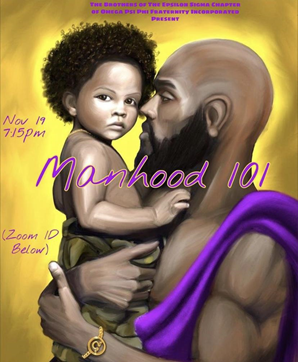 The Brothers of The Epsilon Sigma Chapter
of Omega Psi Phi Fraternity Incorporated
Present
Nov 19
7:15pm
Manhood 101
(Zoom ID
Below)